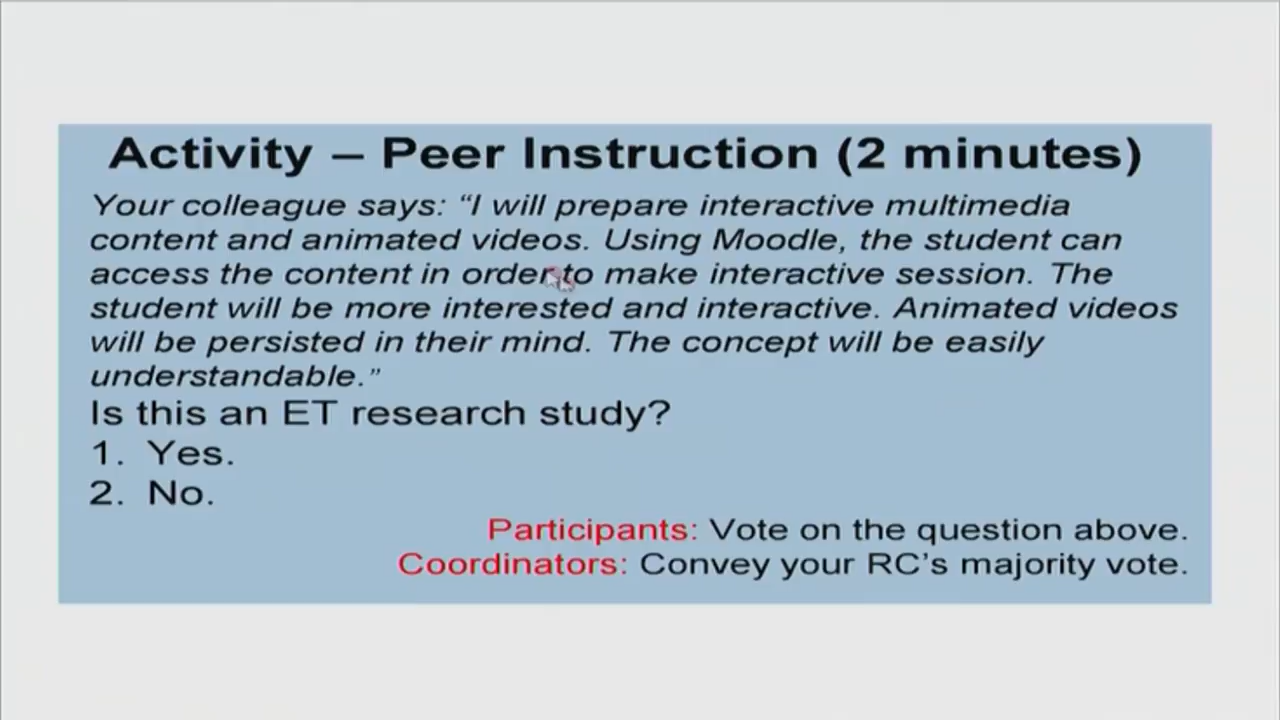 Activity – Peer Instruction (2 minutes)
Your colleague says: “I will prepare interactive multimedia
content and animated videos. Using Moodle, the student can
access the content in order to make interactive session. The
student will be more interested and interactive. Animated videos
will be persisted in their mind. The concept will be easily
understandable.”
Is this an ET research study?
1. Yes.
2. No.
Participants: Vote on the question above.
Coordinators: Convey your RC’s majority vote.